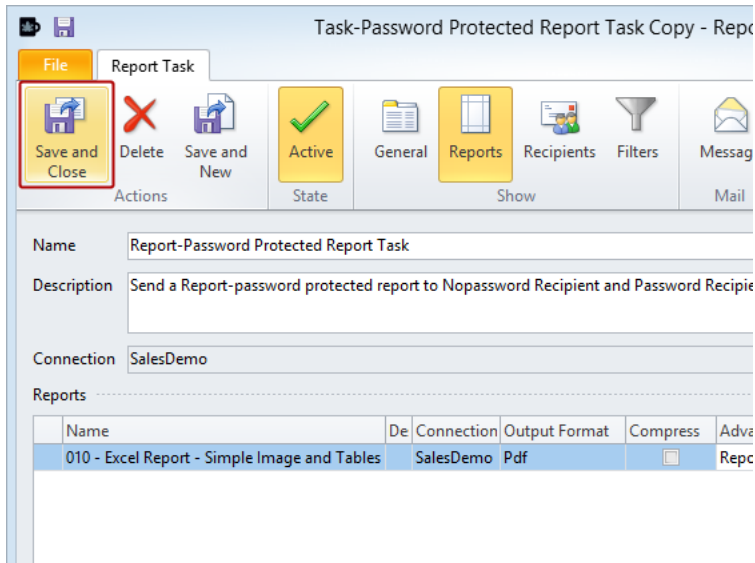 Task-Password Protected Report Task Copy - Repo
File Report Task
Save and Close Delete Save and New Active General Reports Recipients Filters Messag
Actions State Show Mail
Name Report-Password Protected Report Task
Description Send a Report-password protected report to Nopassword Recipient and Password Recipie
Connection SalesDemo
Reports
Name De Connection Output Format Compress Adva
010 - Excel Report - Simple Image and Tables SalesDemo Pdf Repo